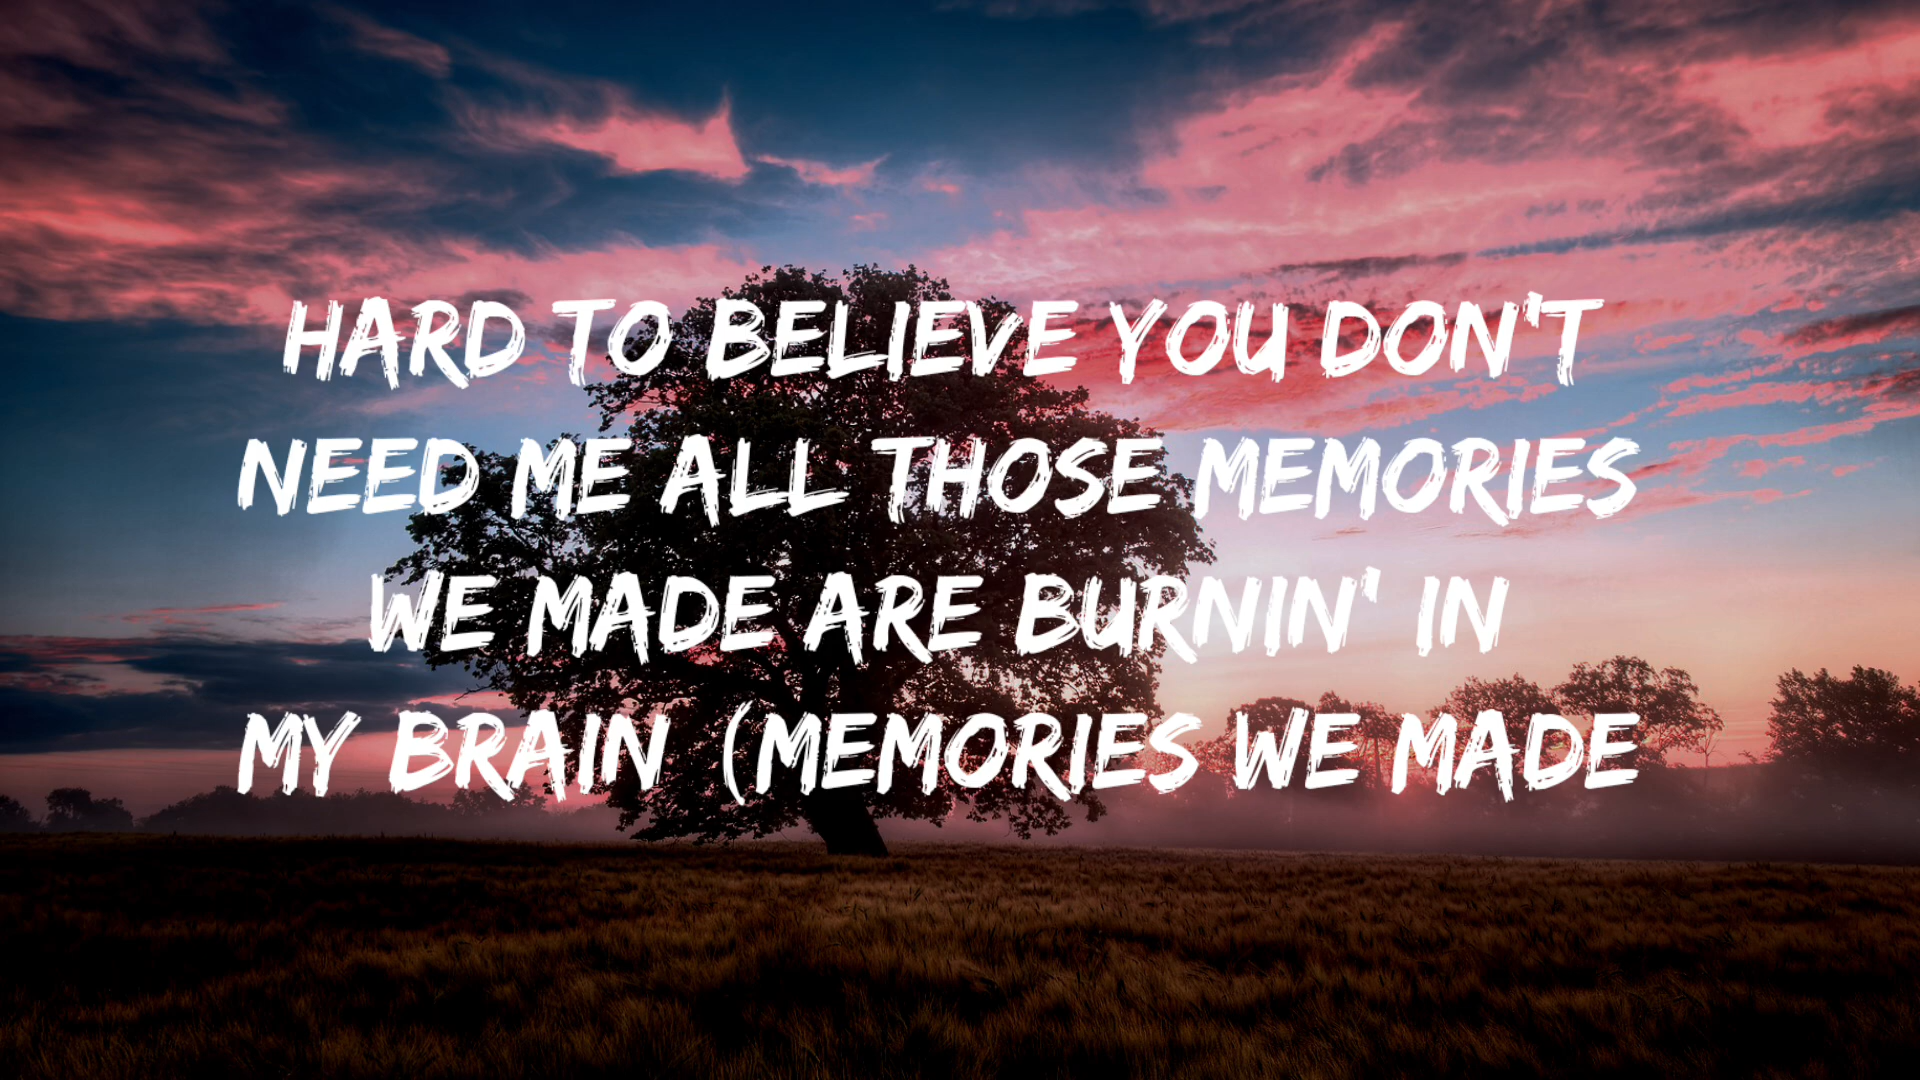 HARD TO BELIEVE YOU DON'T
NEED ME ALL THOSE MEMORIES
WE MADE ARE BURNIN' IN
MY BRAIN (MEMORIES WE MADE